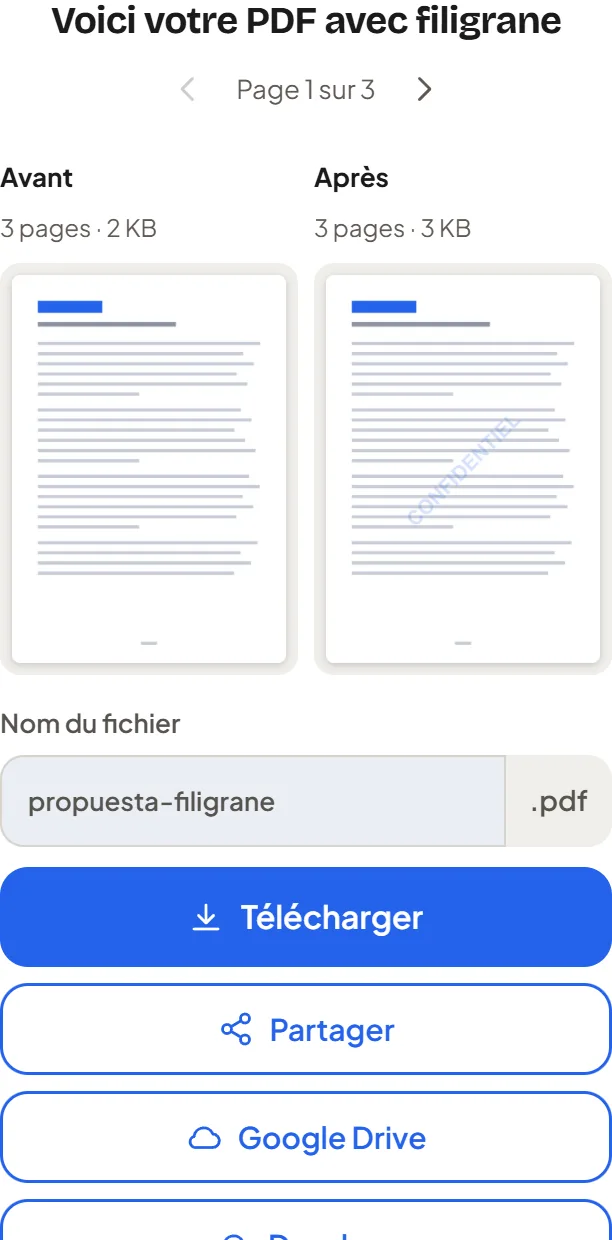 Voici votre PDF avec filigrane
Page 1 sur 3
Avant
Après
3 pages · 2 KB
3 pages · 3 KB
CONFIDENTIEL
Nom du fichier
propuesta-filigrane
.pdf
Télécharger
Partager
Google Drive